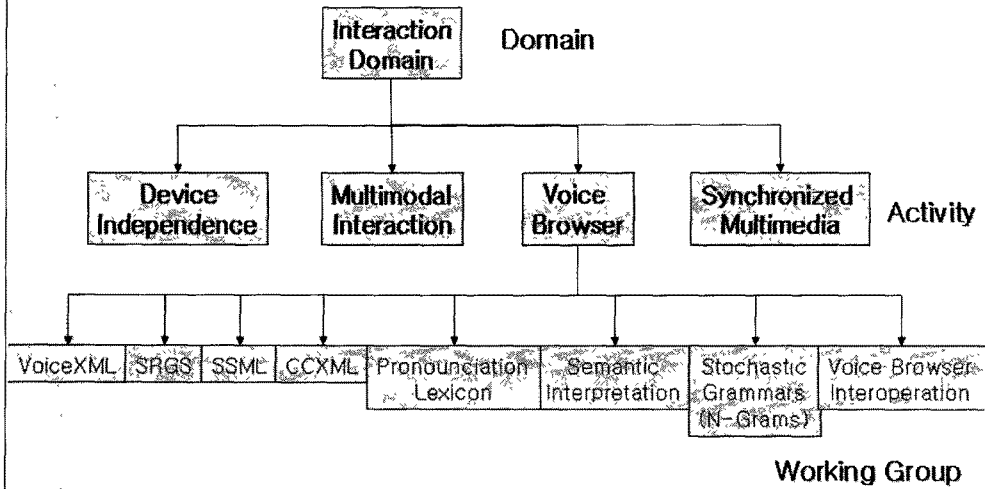 Interaction
Domain
Domain
Device
Independence
Multimodal
Interaction
Voice
Browser
Synchronized
Multimedia
Activity
VoiceXML
SRGS
SSML
CCXML
Pronounciation
Lexicon
Semantic
Interpretation
Stochastic
Grammars
(N-Grams)
Voice Browser
Interoperation
Working Group